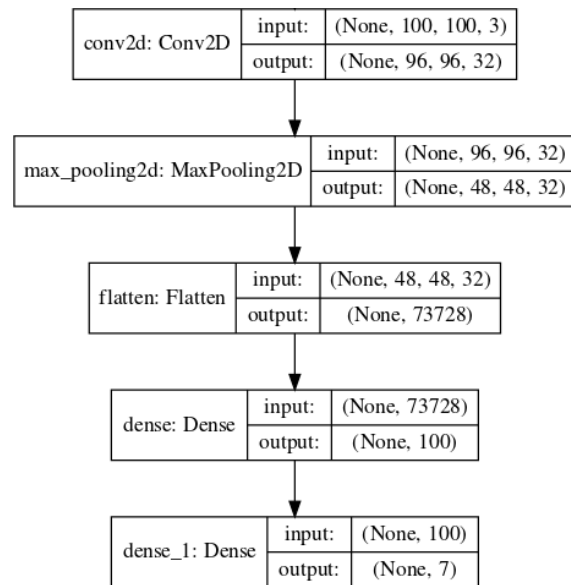 conv2d: Conv2D
input: (None, 100, 100, 3)
output: (None, 96, 96, 32)
max_pooling2d: MaxPooling2D
input: (None, 96, 96, 32)
output: (None, 48, 48, 32)
flatten: Flatten
input: (None, 48, 48, 32)
output: (None, 73728)
dense: Dense
input: (None, 73728)
output: (None, 100)
dense_1: Dense
input: (None, 100)
output: (None, 7)